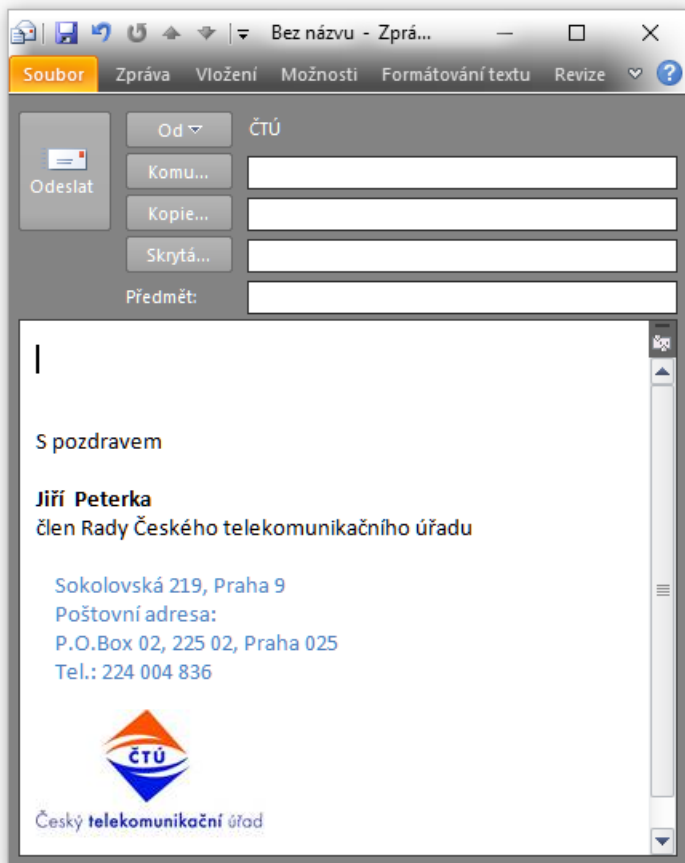 Bez názvu - Zprá...
Soubor Zpráva Vložení Možnosti Formátování textu Revize
Odeslat
Od ČTÚ
Komu...
Kopie...
Skrytá...
Předmět:
S pozdravem
Jiří Peterka
člen Rady Českého telekomunikačního úřadu
Sokolovská 219, Praha 9
Poštovní adresa:
P.O.Box 02, 225 02, Praha 025
Tel.: 224 004 836
ČTÚ
Český telekomunikační úřad